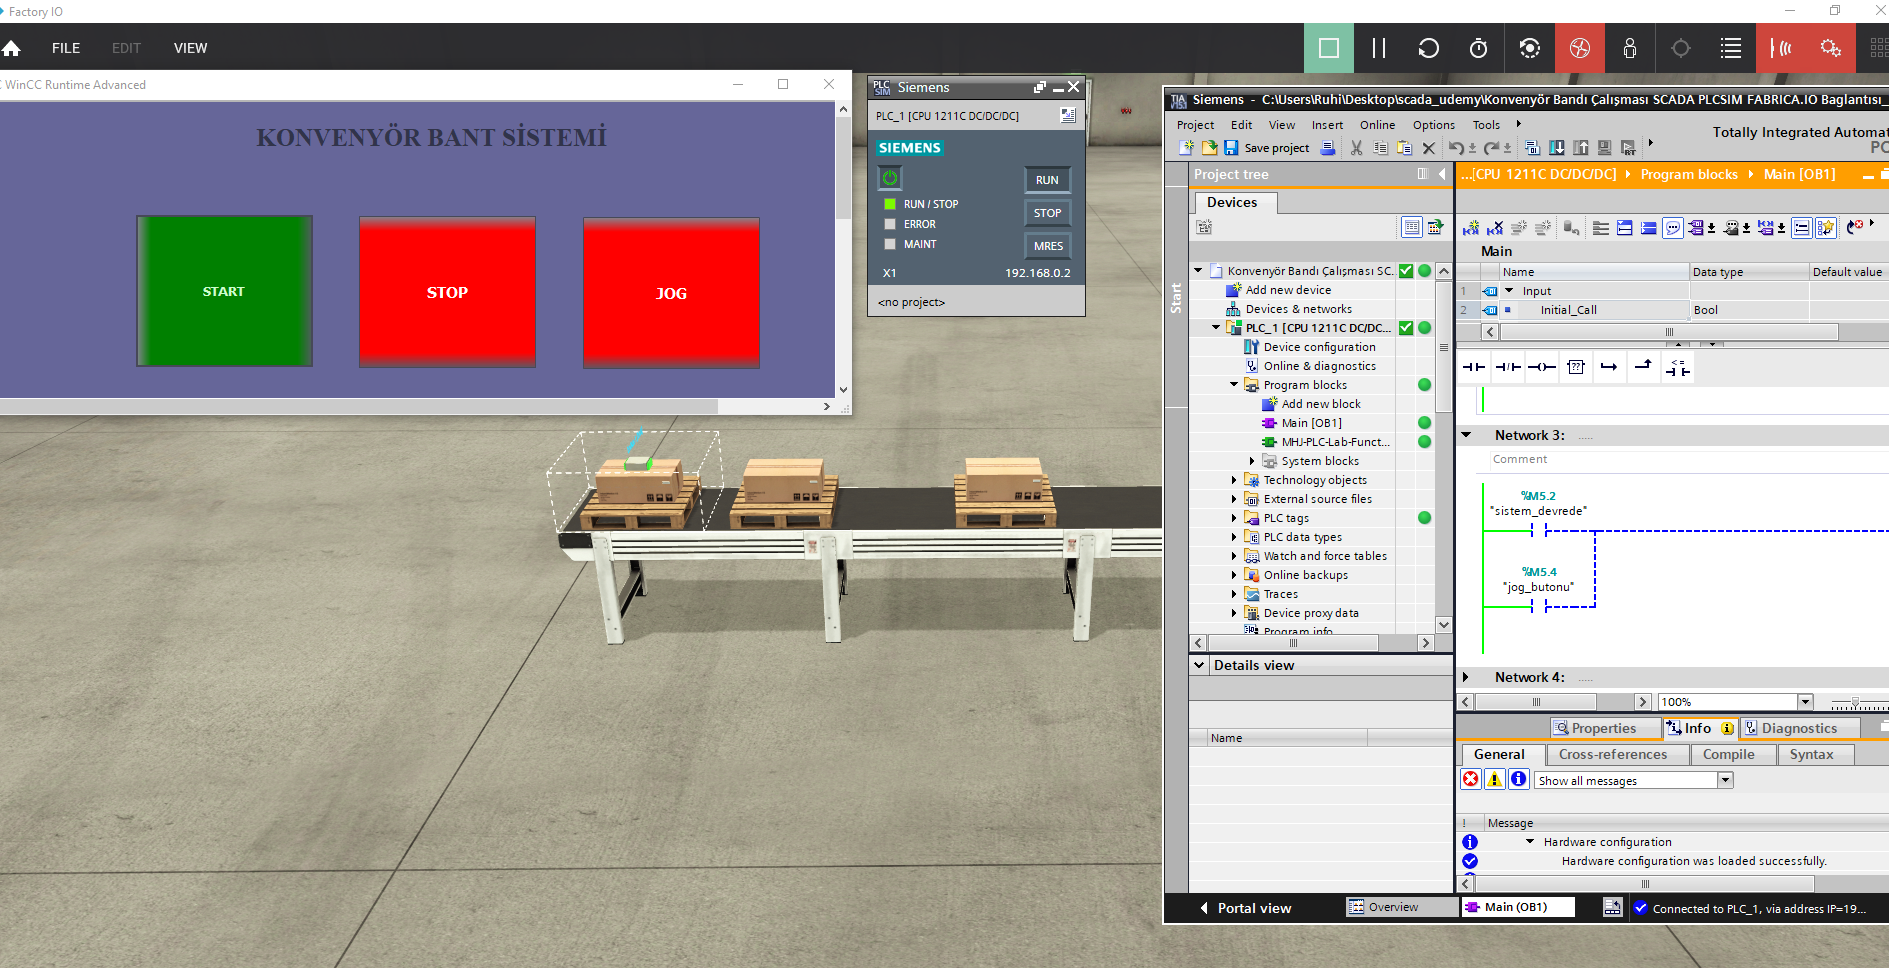 Factory IO
FILE
EDIT
VIEW
WinCC Runtime Advanced
KONVENYÖR BANT SİSTEMİ
START
STOP
JOG
PLC SIM
Siemens
PLC_1 [CPU 1211C DC/DC/DC]
SIEMENS
RUN
RUN / STOP
STOP
ERROR
MAINT
MRES
X1
192.168.0.2
<no project>
TIA
Siemens - C:\Users\Ruhi\Desktop\scada_udemy\Konvenyör Bandı Çalışması SCADA PLCSIM FABRICA.IO Baglantısı_
Project Edit View Insert Online Options Tools
Totally Integrated Automat
Save project
PO
Start
Project tree
Devices
Konvenyör Bandı Çalışması SC..
Add new device
Devices & networks
PLC_1 [CPU 1211C DC/DC...
Device configuration
Online & diagnostics
Program blocks
Add new block
Main [OB1]
MHJ-PLC-Lab-Funct...
System blocks
Technology objects
External source files
PLC tags
PLC data types
Watch and force tables
Online backups
Traces
Device proxy data
Program info
Details view
Name
...[CPU 1211C DC/DC/DC] Program blocks Main [OB1]
Main
Name Data type Default value
1 Input
2 Initial_Call Bool
??
Network 3: .....
Comment
%M5.2
"sistem_devrede"
%M5.4
"jog_butonu"
Network 4: .....
100%
Properties
Info
Diagnostics
General
Cross-references
Compile
Syntax
Show all messages
! Message
Hardware configuration
Hardware configuration was loaded successfully.
Portal view
Overview
Main (OB1)
Connected to PLC_1, via address IP=19...